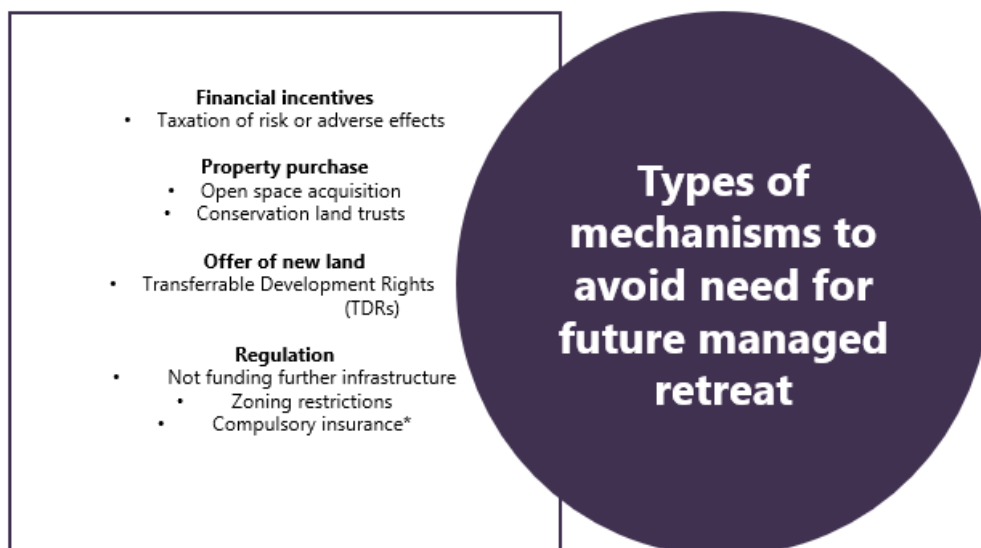 Financial incentives
• Taxation of risk or adverse effects
Property purchase
• Open space acquisition
• Conservation land trusts
Offer of new land
• Transferrable Development Rights
(TDRs)
Regulation
• Not funding further infrastructure
• Zoning restrictions
• Compulsory insurance*
Types of
mechanisms to
avoid need for
future managed
retreat